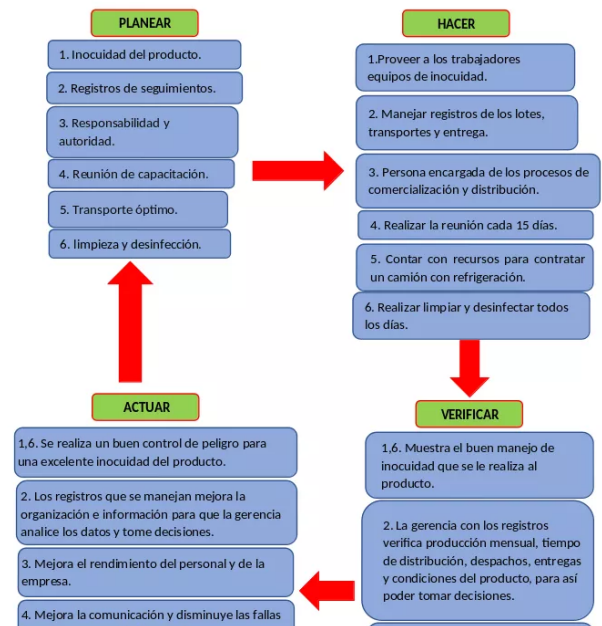 PLANEAR
1. Inocuidad del producto.
2. Registros de seguimientos.
3. Responsabilidad y
autoridad.
4. Reunión de capacitación.
5. Transporte óptimo.
6. limpieza y desinfección.
HACER
1.Proveer a los trabajadores
equipos de inocuidad.
2. Manejar registros de los lotes,
transportes y entrega.
3. Persona encargada de los procesos de
comercialización y distribución.
4. Realizar la reunión cada 15 días.
5. Contar con recursos para contratar
un camión con refrigeración.
6. Realizar limpiar y desinfectar todos
los días.
VERIFICAR
1,6. Muestra el buen manejo de
inocuidad que se le realiza al
producto.
2. La gerencia con los registros
verifica producción mensual, tiempo
de distribución, despachos, entregas
y condiciones del producto, para así
poder tomar decisiones.
ACTUAR
1,6. Se realiza un buen control de peligro para
una excelente inocuidad del producto.
2. Los registros que se manejan mejora la
organización e información para que la gerencia
analice los datos y tome decisiones.
3. Mejora el rendimiento del personal y de la
empresa.
4. Mejora la comunicación y disminuye las fallas